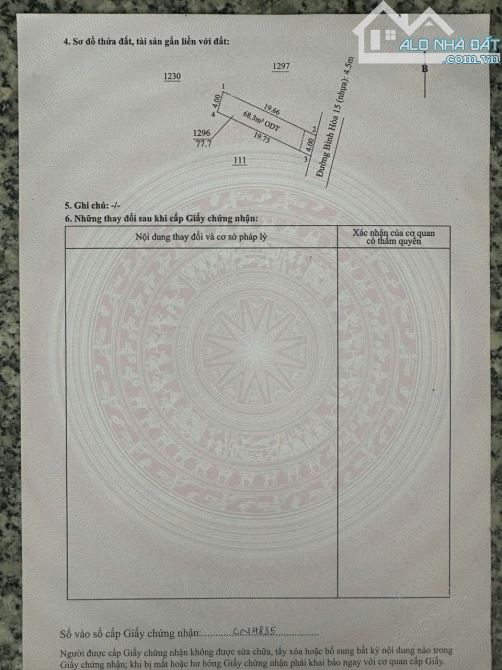 ALO NHÀ ĐẤT
.com.vn
4. Sơ đồ thửa đất, tài sản gắn liền với đất:
B
1297
1230
1
4.00
4
19.66
68.3m² ODT
19.75
2
4.00
3
Đường Bình Hòa 15 (nhựa): 4.5m
1296
77.7
111
5. Ghi chú: -/-
6. Những thay đổi sau khi cấp Giấy chứng nhận:
Nội dung thay đổi và cơ sở pháp lý
Xác nhận của cơ quan
có thẩm quyền
Số vào sổ cấp Giấy chứng nhận: CN4835
Người được cấp Giấy chứng nhận không được sửa chữa, tẩy xóa hoặc bổ sung bất kỳ nội dung nào trong
Giấy chứng nhận; khi bị mất hoặc hư hỏng Giấy chứng nhận phải khai báo ngay với cơ quan cấp Giấy.